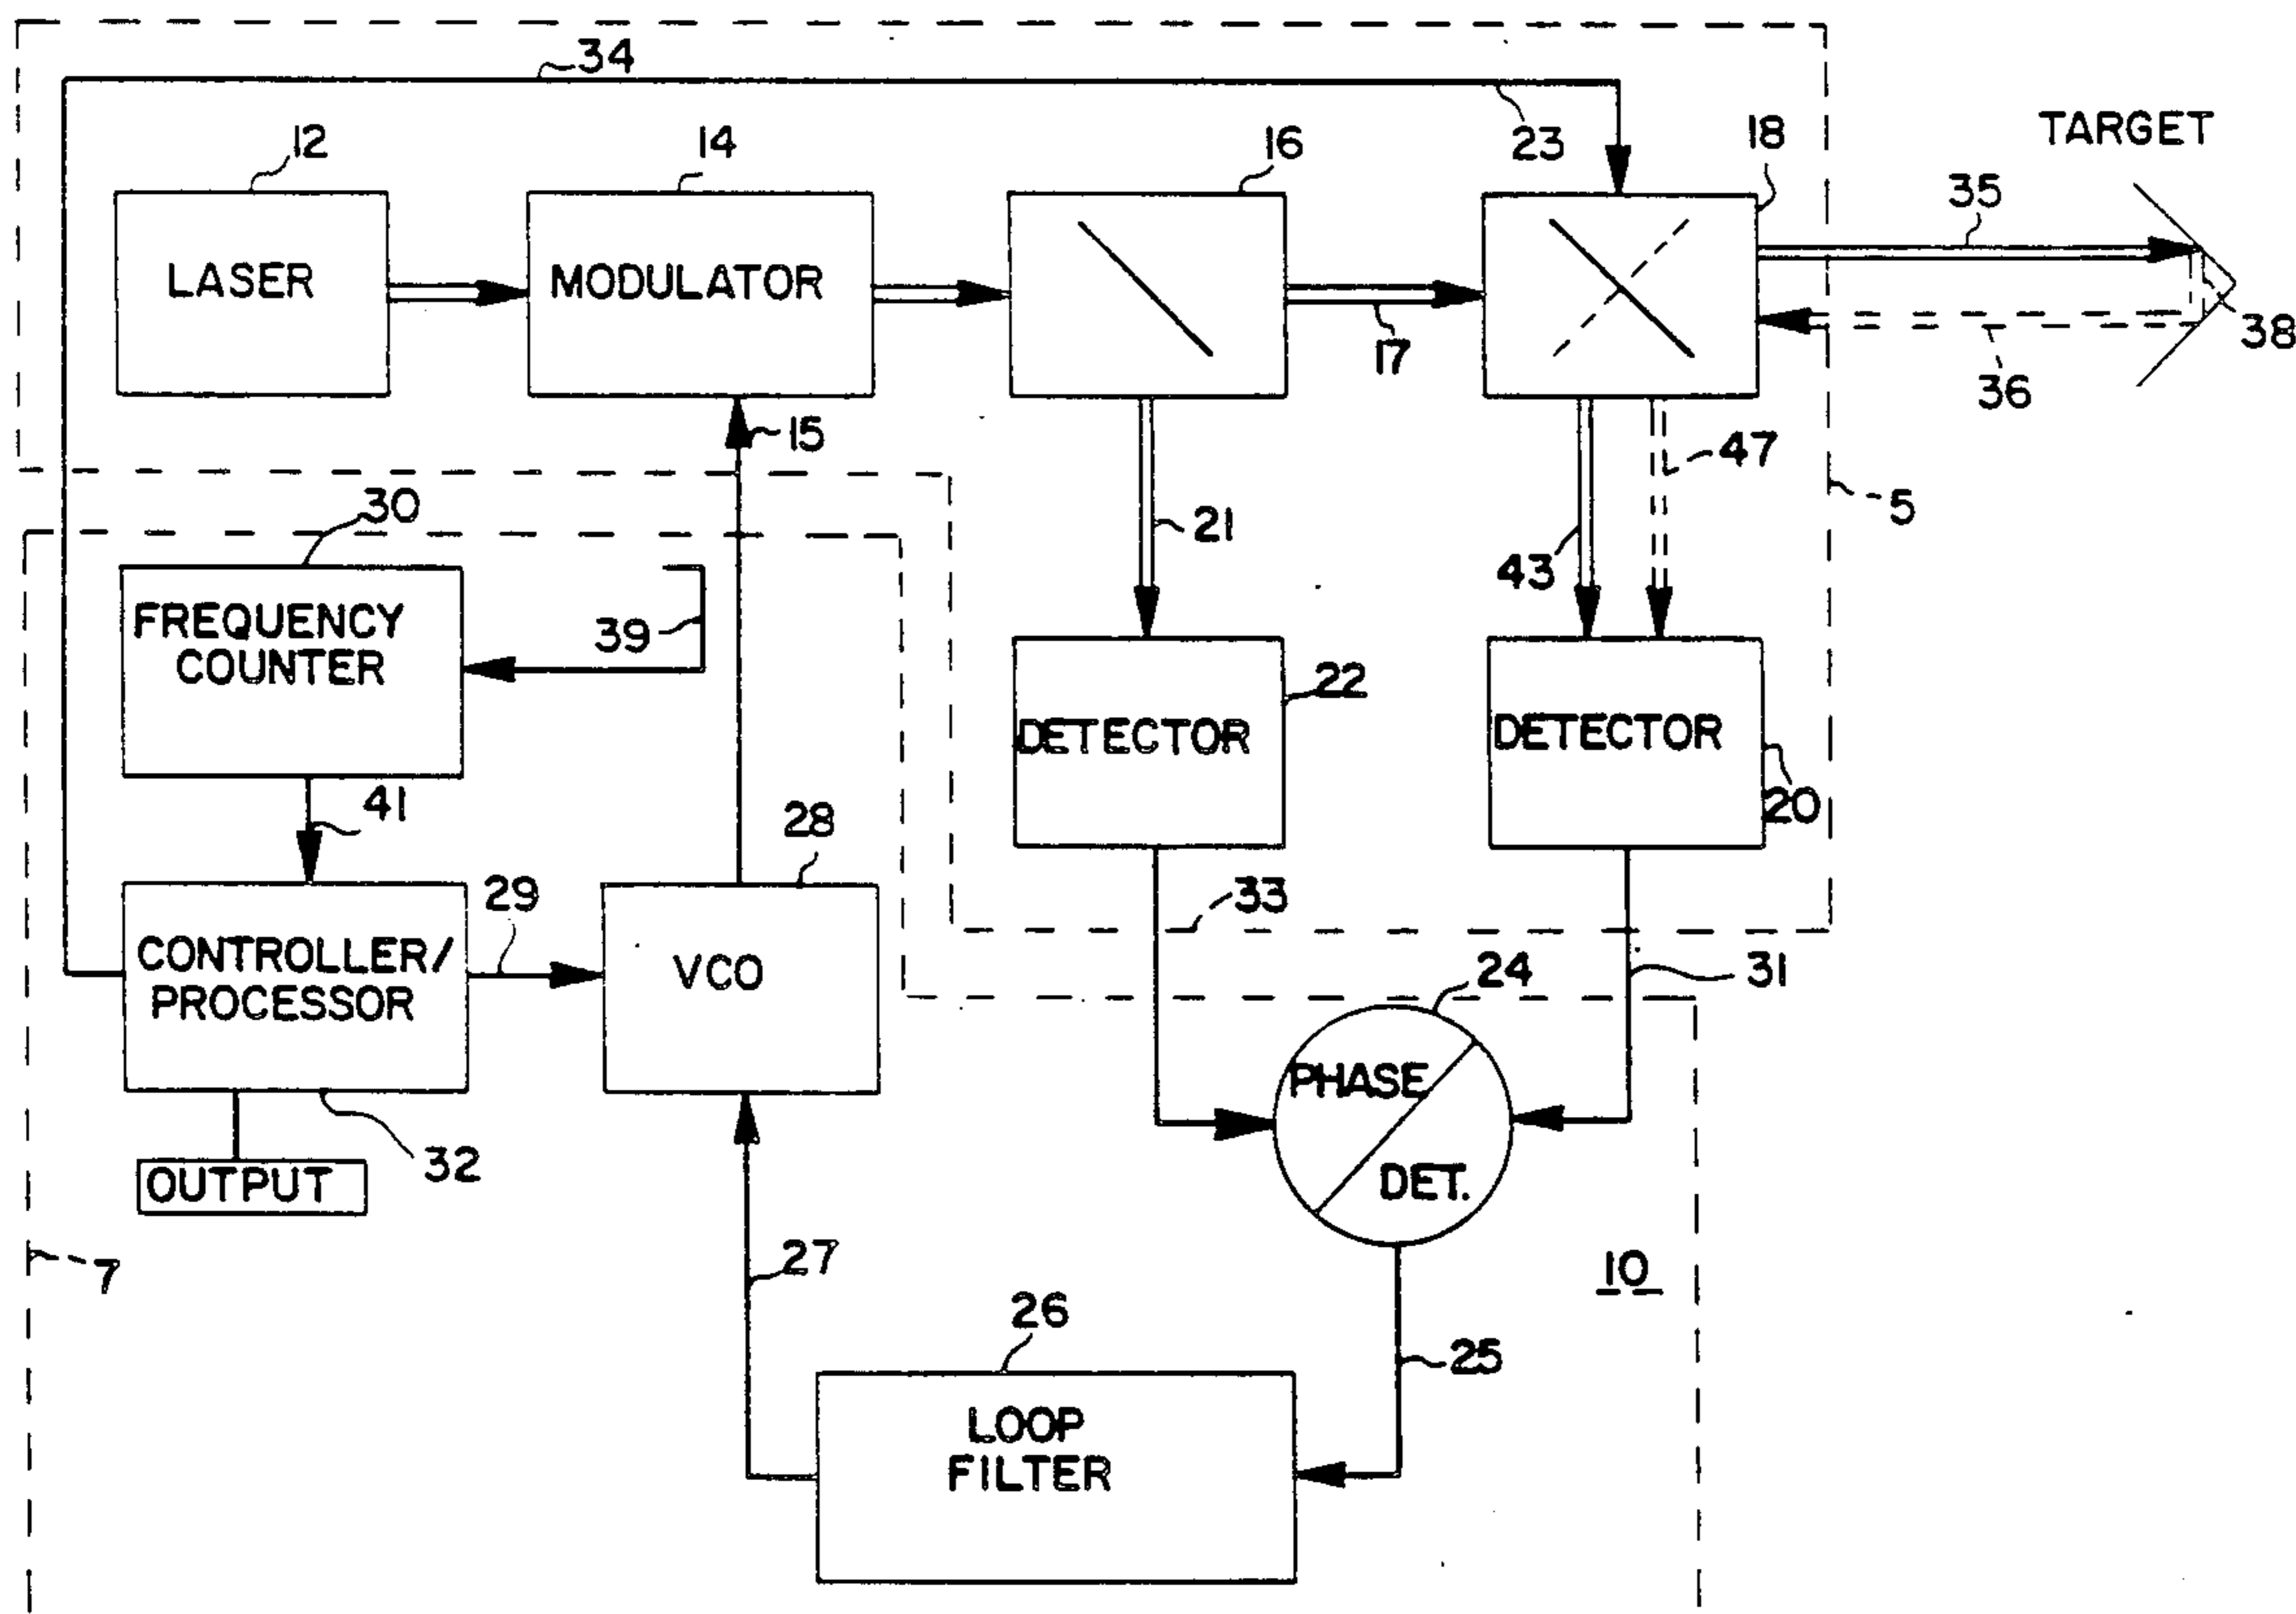 34
12
14
16
23
18
TARGET
35
LASER
MODULATOR
17
38
36
15
47
5
30
21
43
FREQUENCY
COUNTER
39
22
DETECTOR
DETECTOR
20
41
28
29
33
CONTROLLER/
PROCESSOR
VCO
24
31
PHASE
DET.
32
OUTPUT
27
7
10
26
25
LOOP
FILTER